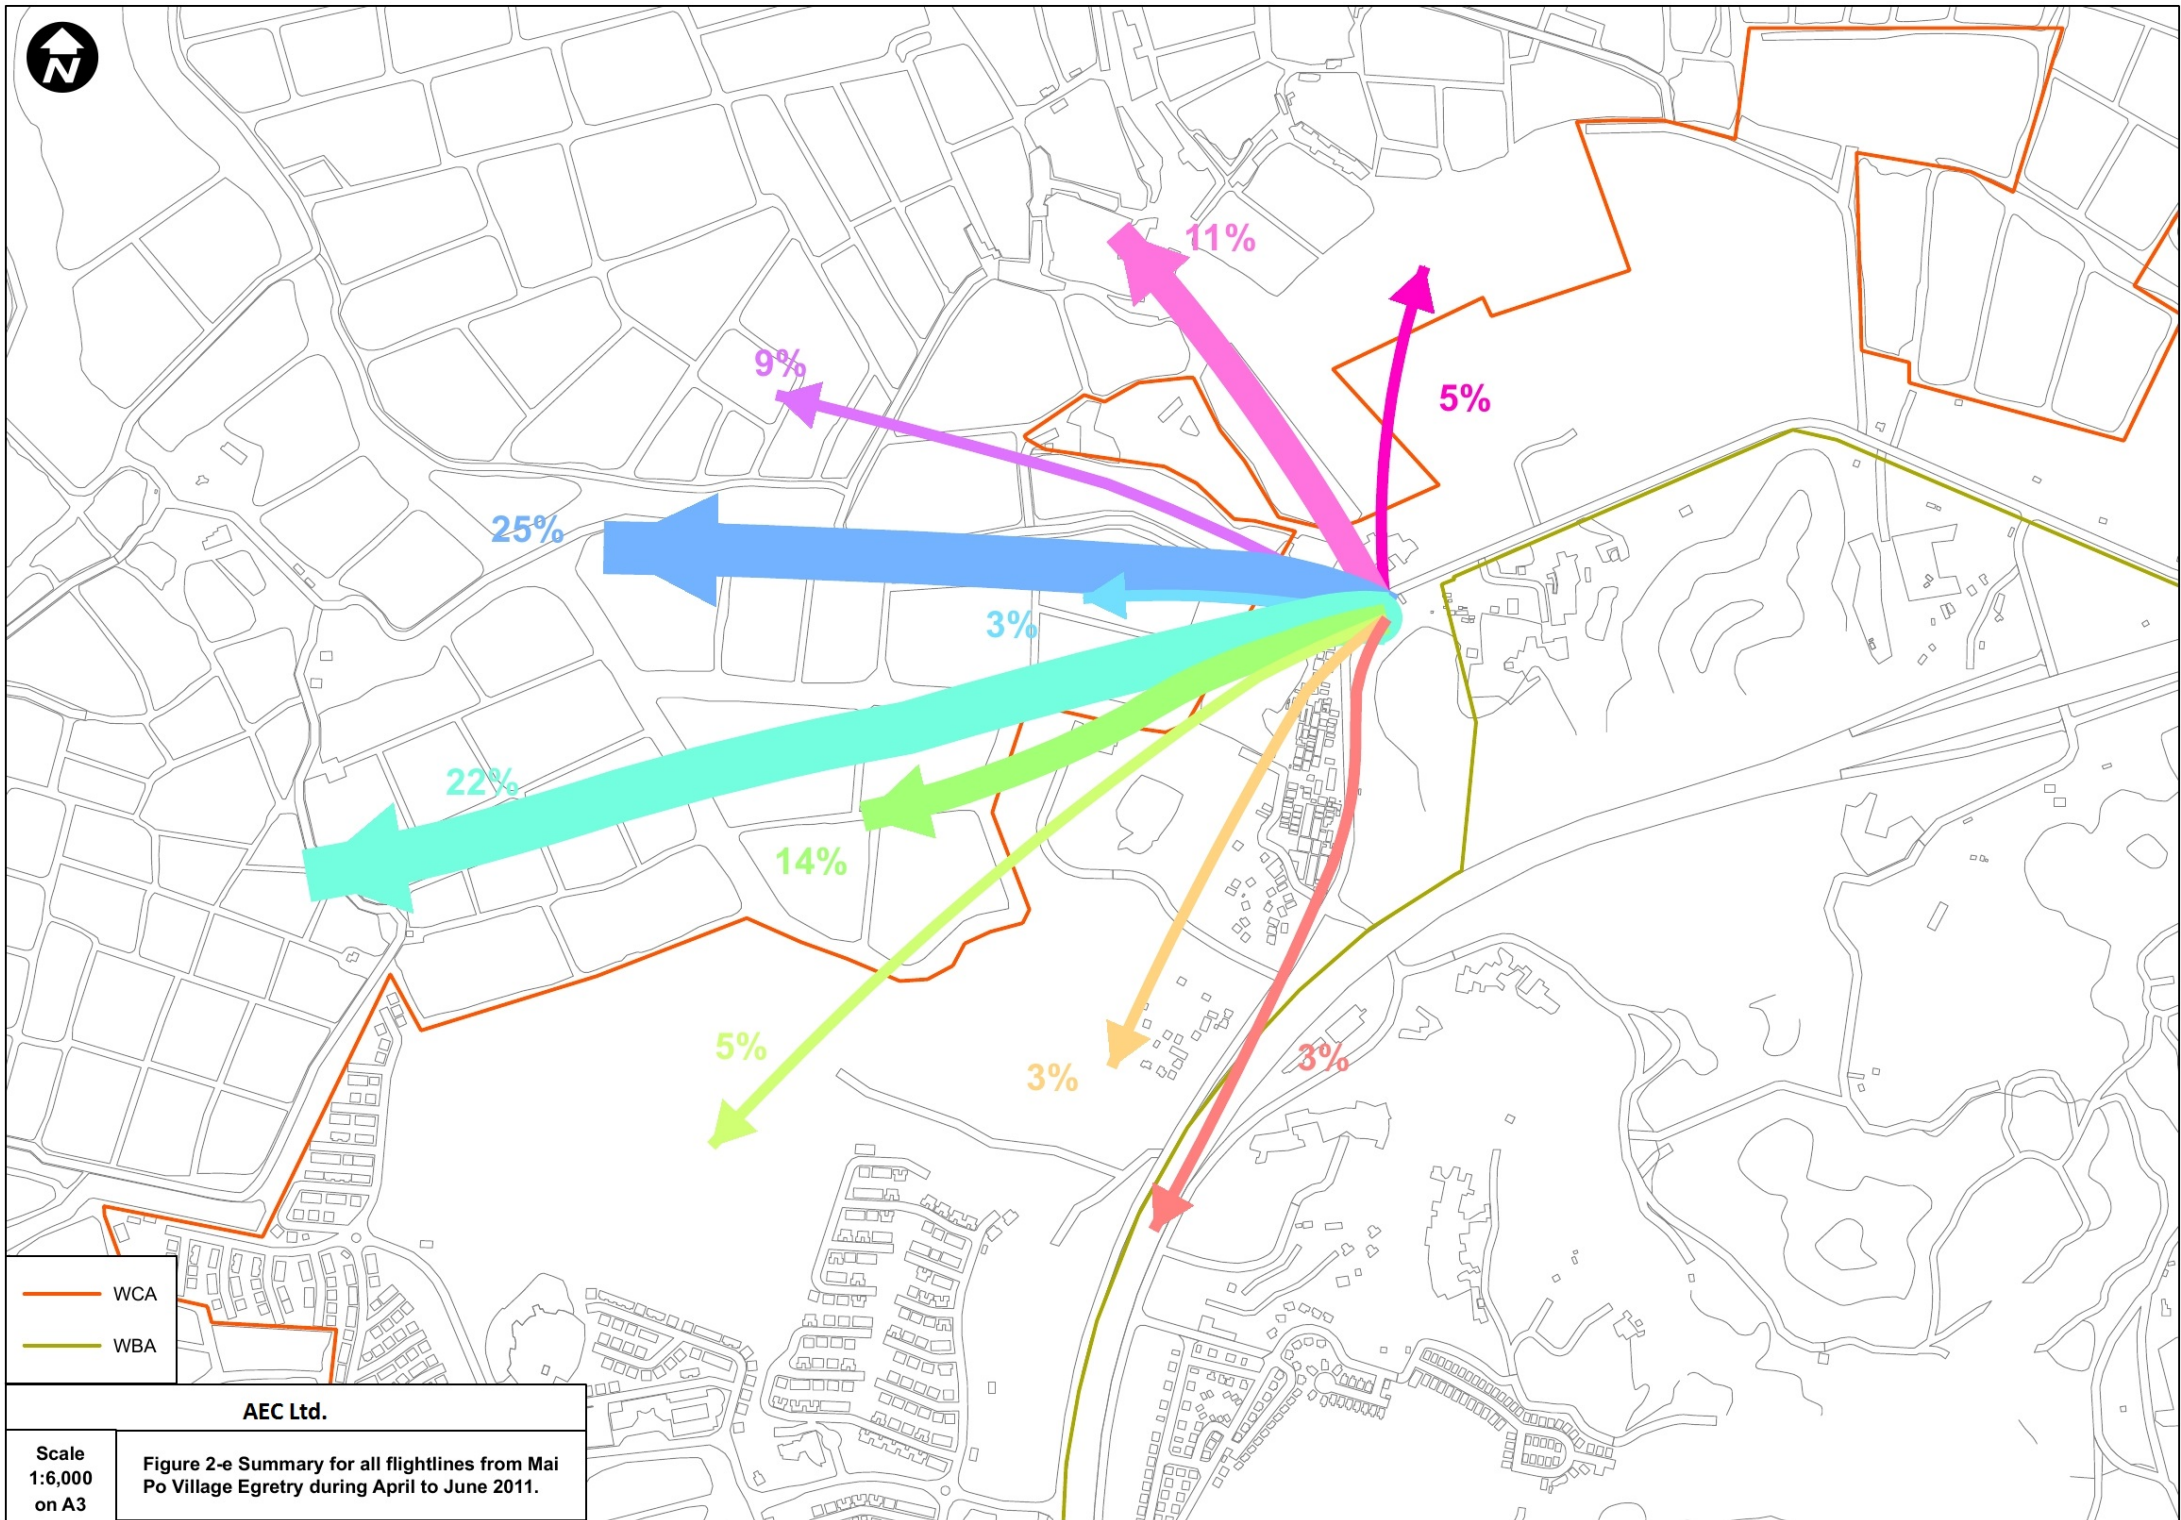 N
11%
5%
9%
25%
3%
22%
14%
5%
3%
3%
WCA
WBA
AEC Ltd.
Scale
1:6,000
on A3
Figure 2-e Summary for all flightlines from Mai
Po Village Egretry during April to June 2011.